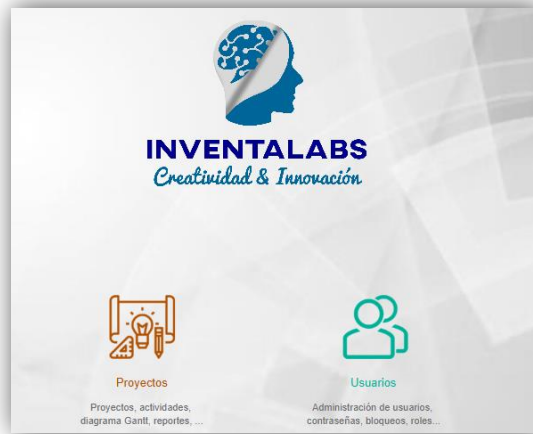 INVENTALABS
Creatividad & Innovación
Proyectos
Proyectos, actividades,
diagrama Gantt, reportes, ...
Usuarios
Administración de usuarios,
contraseñas, bloqueos, roles...